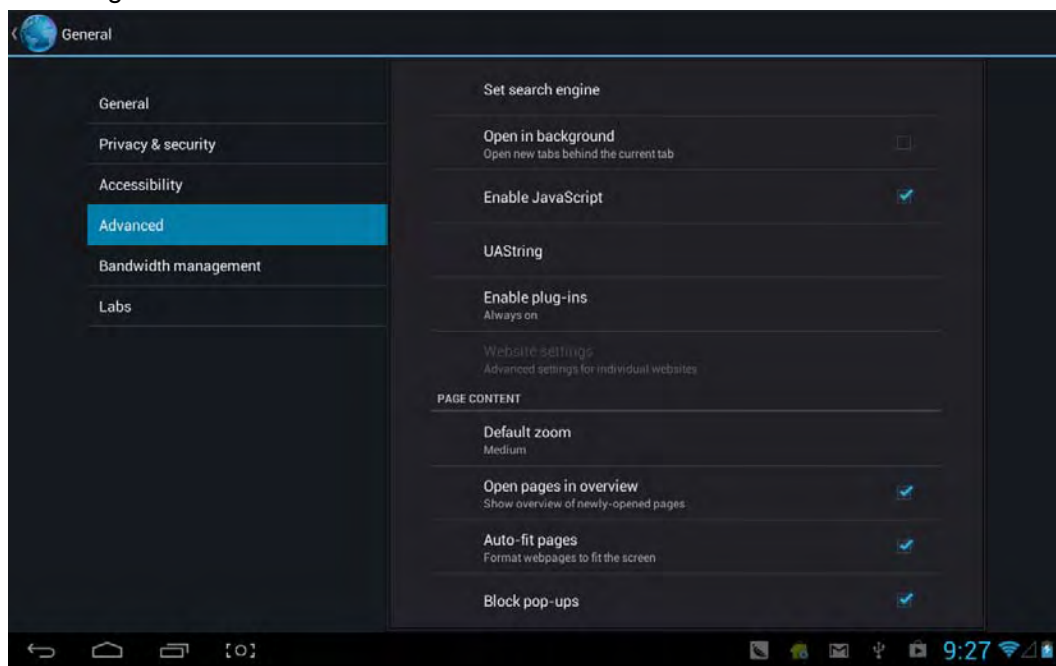 General
General
Privacy & security
Accessibility
Advanced
Bandwidth management
Labs
Set search engine
Open in background
Open new tabs behind the current tab
Enable JavaScript
UAString
Enable plug-ins
Always on
Website settings
Advanced settings for individual websites
PAGE CONTENT
Default zoom
Medium
Open pages in overview
Show overview of newly-opened pages
Auto-fit pages
Format webpages to fit the screen
Block pop-ups
9:27